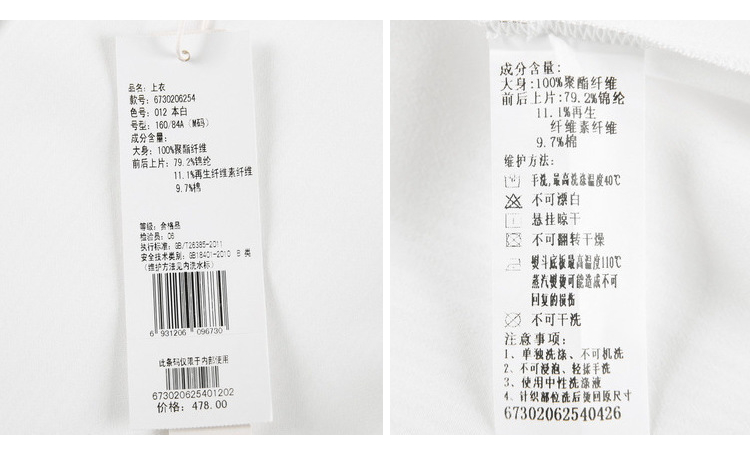 品名：上衣
款号：6730206254
色号：012 本白
号型：160/84A（M码）
成分含量：
大身：100%聚酯纤维
前后上片：79.2%锦纶
11.1%再生纤维素纤维
9.7%棉
等级：合格品
检验员：06
执行标准：GB/T26385-2011
安全技术类别：GB18401-2010 B 类
（维护方法见内洗水标）
6 931206 096730
此条码仅限于内部使用
673020625401202
价格：478.00
成分含量：
大身：100%聚酯纤维
前后上片：79.2%锦纶
11.1%再生
纤维素纤维
9.7%棉
维护方法：
手洗，最高洗涤温度40℃
不可漂白
悬挂晾干
不可翻转干燥
熨斗底板最高温度110℃
蒸汽熨烫可能造成不可
回复的损伤
不可干洗
注意事项：
1、单独洗涤、不可机洗
2、不可浸泡、轻揉手洗
3、使用中性洗涤液
4、针织部位洗后烫回原尺寸
67302062540426